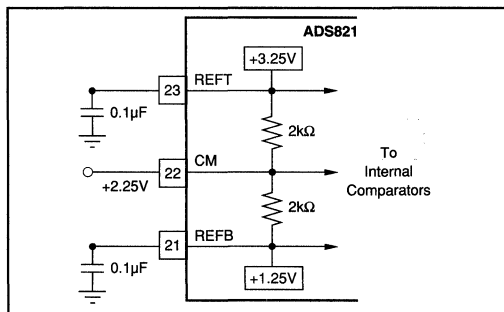 ADS821
+3.25V
23
REFT
0.1µF
2kΩ
To
Internal
Comparators
CM
22
+2.25V
2kΩ
REFB
21
0.1µF
+1.25V